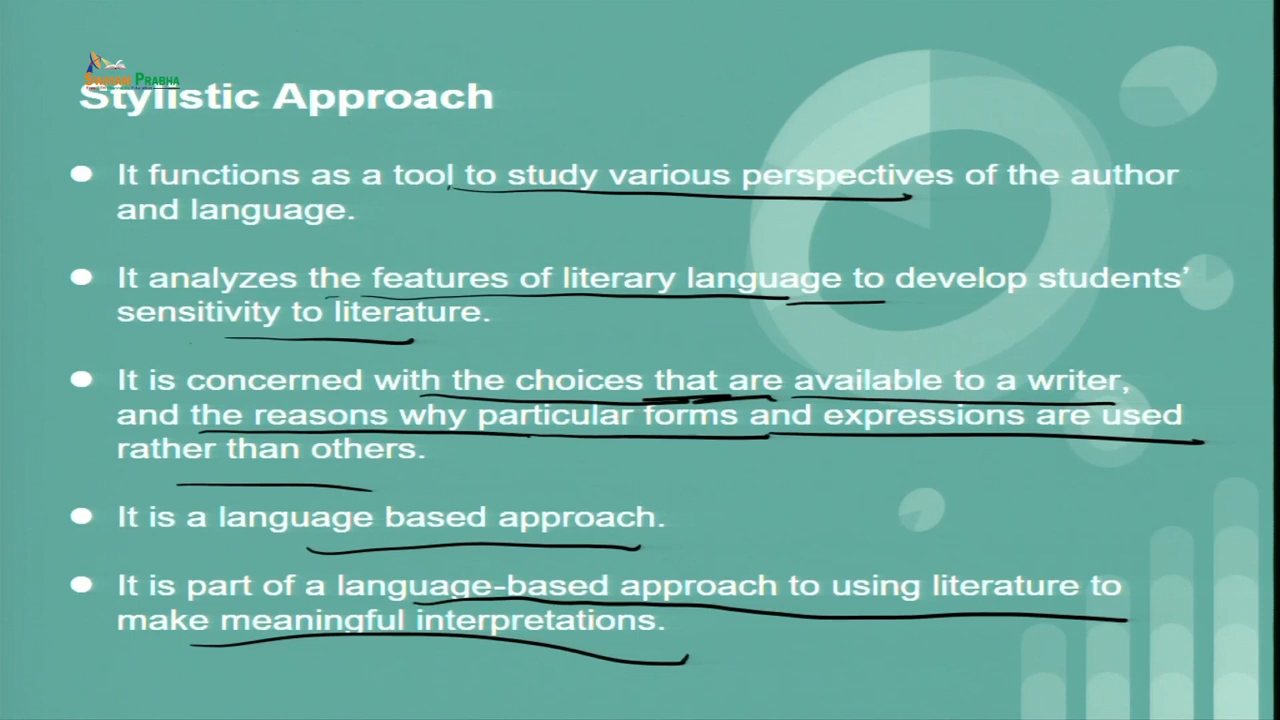 SWAYAM PRABHA
Stylistic Approach
It functions as a tool to study various perspectives of the author
and language.
It analyzes the features of literary language to develop students’
sensitivity to literature.
It is concerned with the choices that are available to a writer,
and the reasons why particular forms and expressions are used
rather than others.
It is a language based approach.
It is part of a language-based approach to using literature to
make meaningful interpretations.